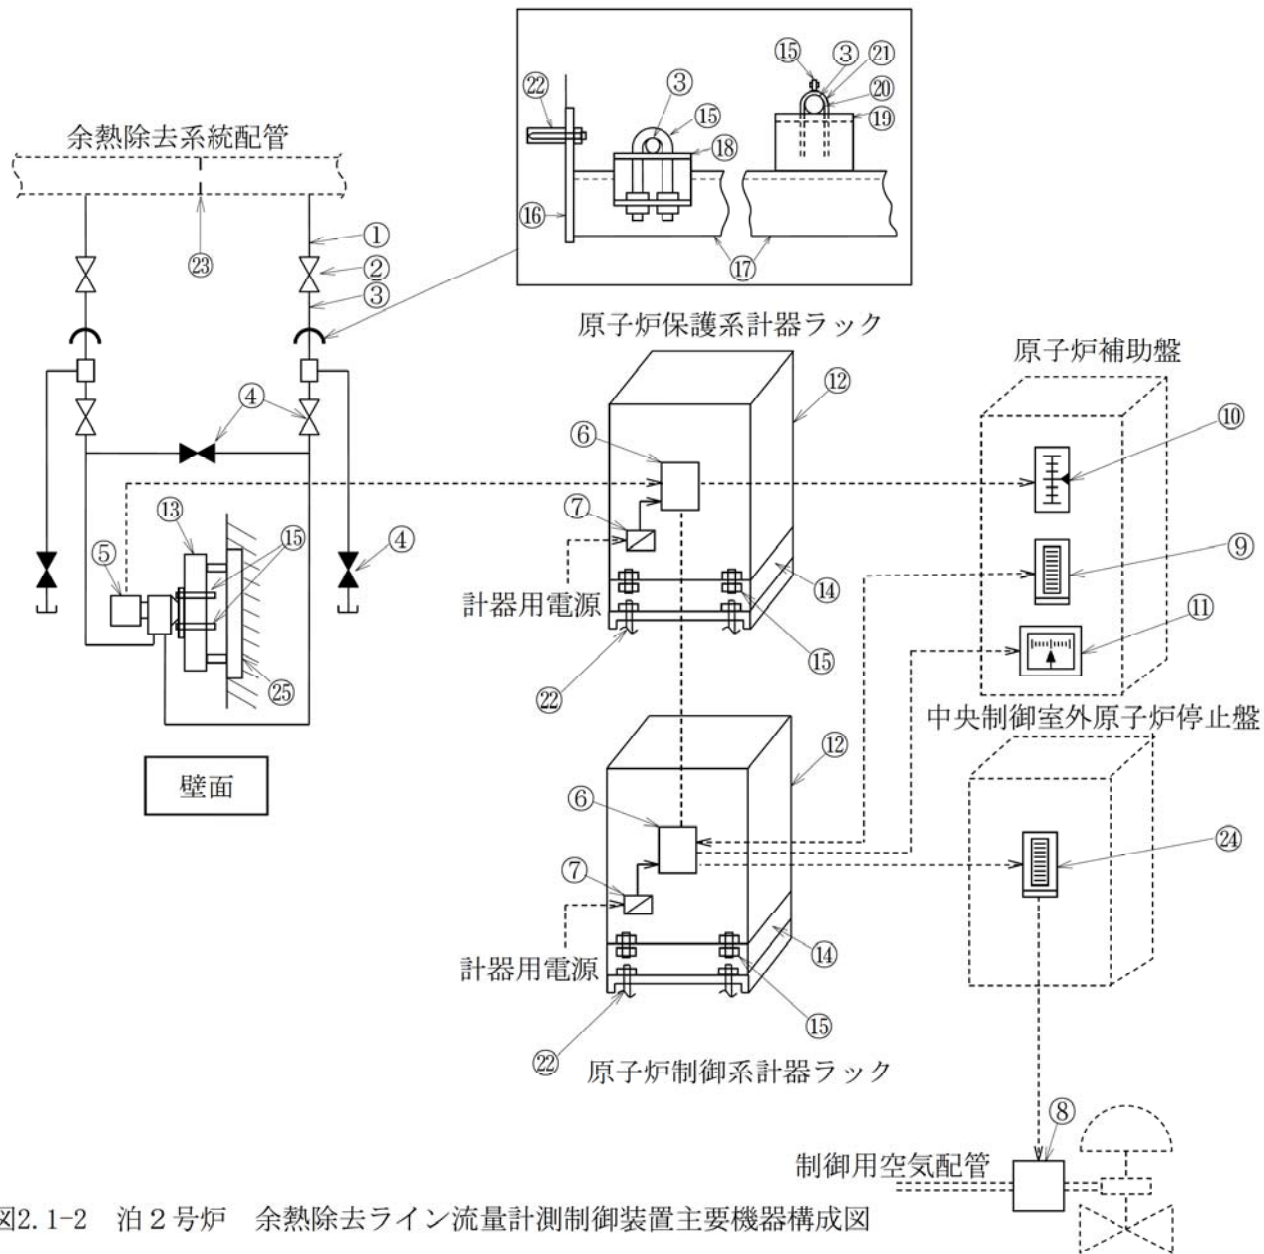 ⑮ ③ ㉑
㉒ ③ ⑳
余熱除去系統配管 ⑮ ⑲
⑱
⑯
① ㉓ ② ⑰
③
原子炉保護系計器ラック
原子炉補助盤
⑫
④ ⑩
⑥
⑬ ⑮ ⑦
⑤ ④ ⑨
計器用電源 ⑭ ⑪
⑮
㉕ ㉒
中央制御室外原子炉停止盤
⑫
壁面
⑥
㉔
⑦
計器用電源 ⑭
⑮
㉒ 原子炉制御系計器ラック
⑧
制御用空気配管
図2.1-2 泊2号炉 余熱除去ライン流量計測制御装置主要機器構成図